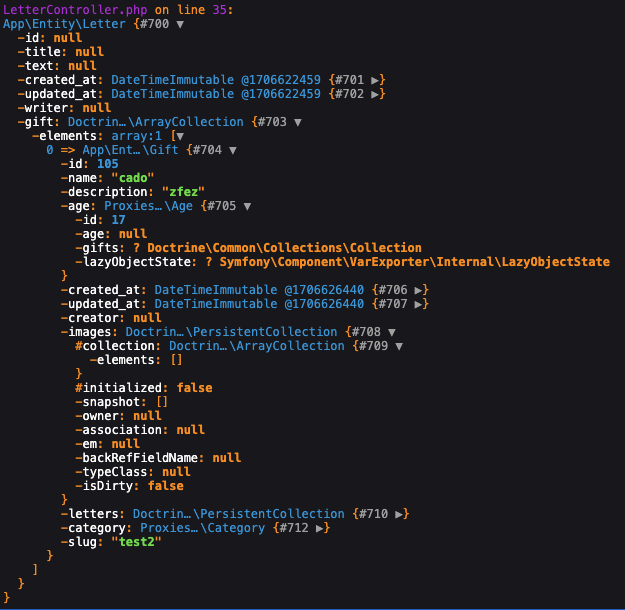 LetterController.php on line 35:
App\Entity\Letter {#700 ▼
  -id: null
  -title: null
  -text: null
  -created_at: DateTimeImmutable @1706622459 {#701 ▶}
  -updated_at: DateTimeImmutable @1706622459 {#702 ▶}
  -writer: null
  -gift: Doctrin…\ArrayCollection {#703 ▼
    -elements: array:1 [▼
      0 => App\Ent…\Gift {#704 ▼
        -id: 105
        -name: "cado"
        -description: "zfez"
        -age: Proxies…\Age {#705 ▼
          -id: 17
          -age: null
          -gifts: ? Doctrine\Common\Collections\Collection
          -lazyObjectState: ? Symfony\Component\VarExporter\Internal\LazyObjectState
        }
        -created_at: DateTimeImmutable @1706626440 {#706 ▶}
        -updated_at: DateTimeImmutable @1706626440 {#707 ▶}
        -creator: null
        -images: Doctrin…\PersistentCollection {#708 ▼
          #collection: Doctrin…\ArrayCollection {#709 ▼
            -elements: []
          }
          #initialized: false
          -snapshot: []
          -owner: null
          -association: null
          -em: null
          -backRefFieldName: null
          -typeClass: null
          -isDirty: false
        }
        -letters: Doctrin…\PersistentCollection {#710 ▶}
        -category: Proxies…\Category {#712 ▶}
        -slug: "test2"
      }
    ]
  }
}